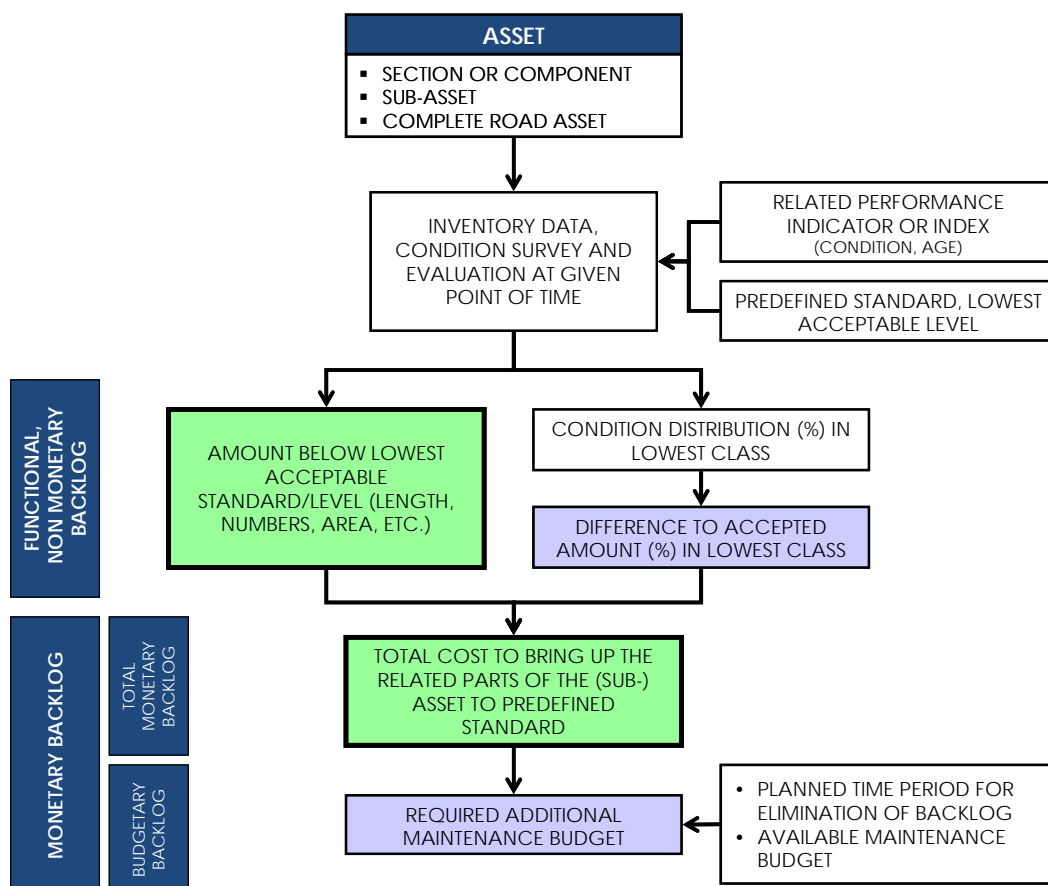 ASSET
▪ SECTION OR COMPONENT
▪ SUB-ASSET
▪ COMPLETE ROAD ASSET
INVENTORY DATA,
CONDITION SURVEY AND
EVALUATION AT GIVEN
POINT OF TIME
RELATED PERFORMANCE
INDICATOR OR INDEX
(CONDITION, AGE)
PREDEFINED STANDARD, LOWEST
ACCEPTABLE LEVEL
FUNCTIONAL,
NON MONETARY
BACKLOG
AMOUNT BELOW LOWEST
ACCEPTABLE
STANDARD/LEVEL (LENGTH,
NUMBERS, AREA, ETC.)
CONDITION DISTRIBUTION (%) IN
LOWEST CLASS
DIFFERENCE TO ACCEPTED
AMOUNT (%) IN LOWEST CLASS
MONETARY BACKLOG
TOTAL
MONETARY
BACKLOG
TOTAL COST TO BRING UP THE
RELATED PARTS OF THE (SUB-)
ASSET TO PREDEFINED
STANDARD
BUDGETARY
BACKLOG
REQUIRED ADDITIONAL
MAINTENANCE BUDGET
• PLANNED TIME PERIOD FOR
ELIMINATION OF BACKLOG
• AVAILABLE MAINTENANCE
BUDGET